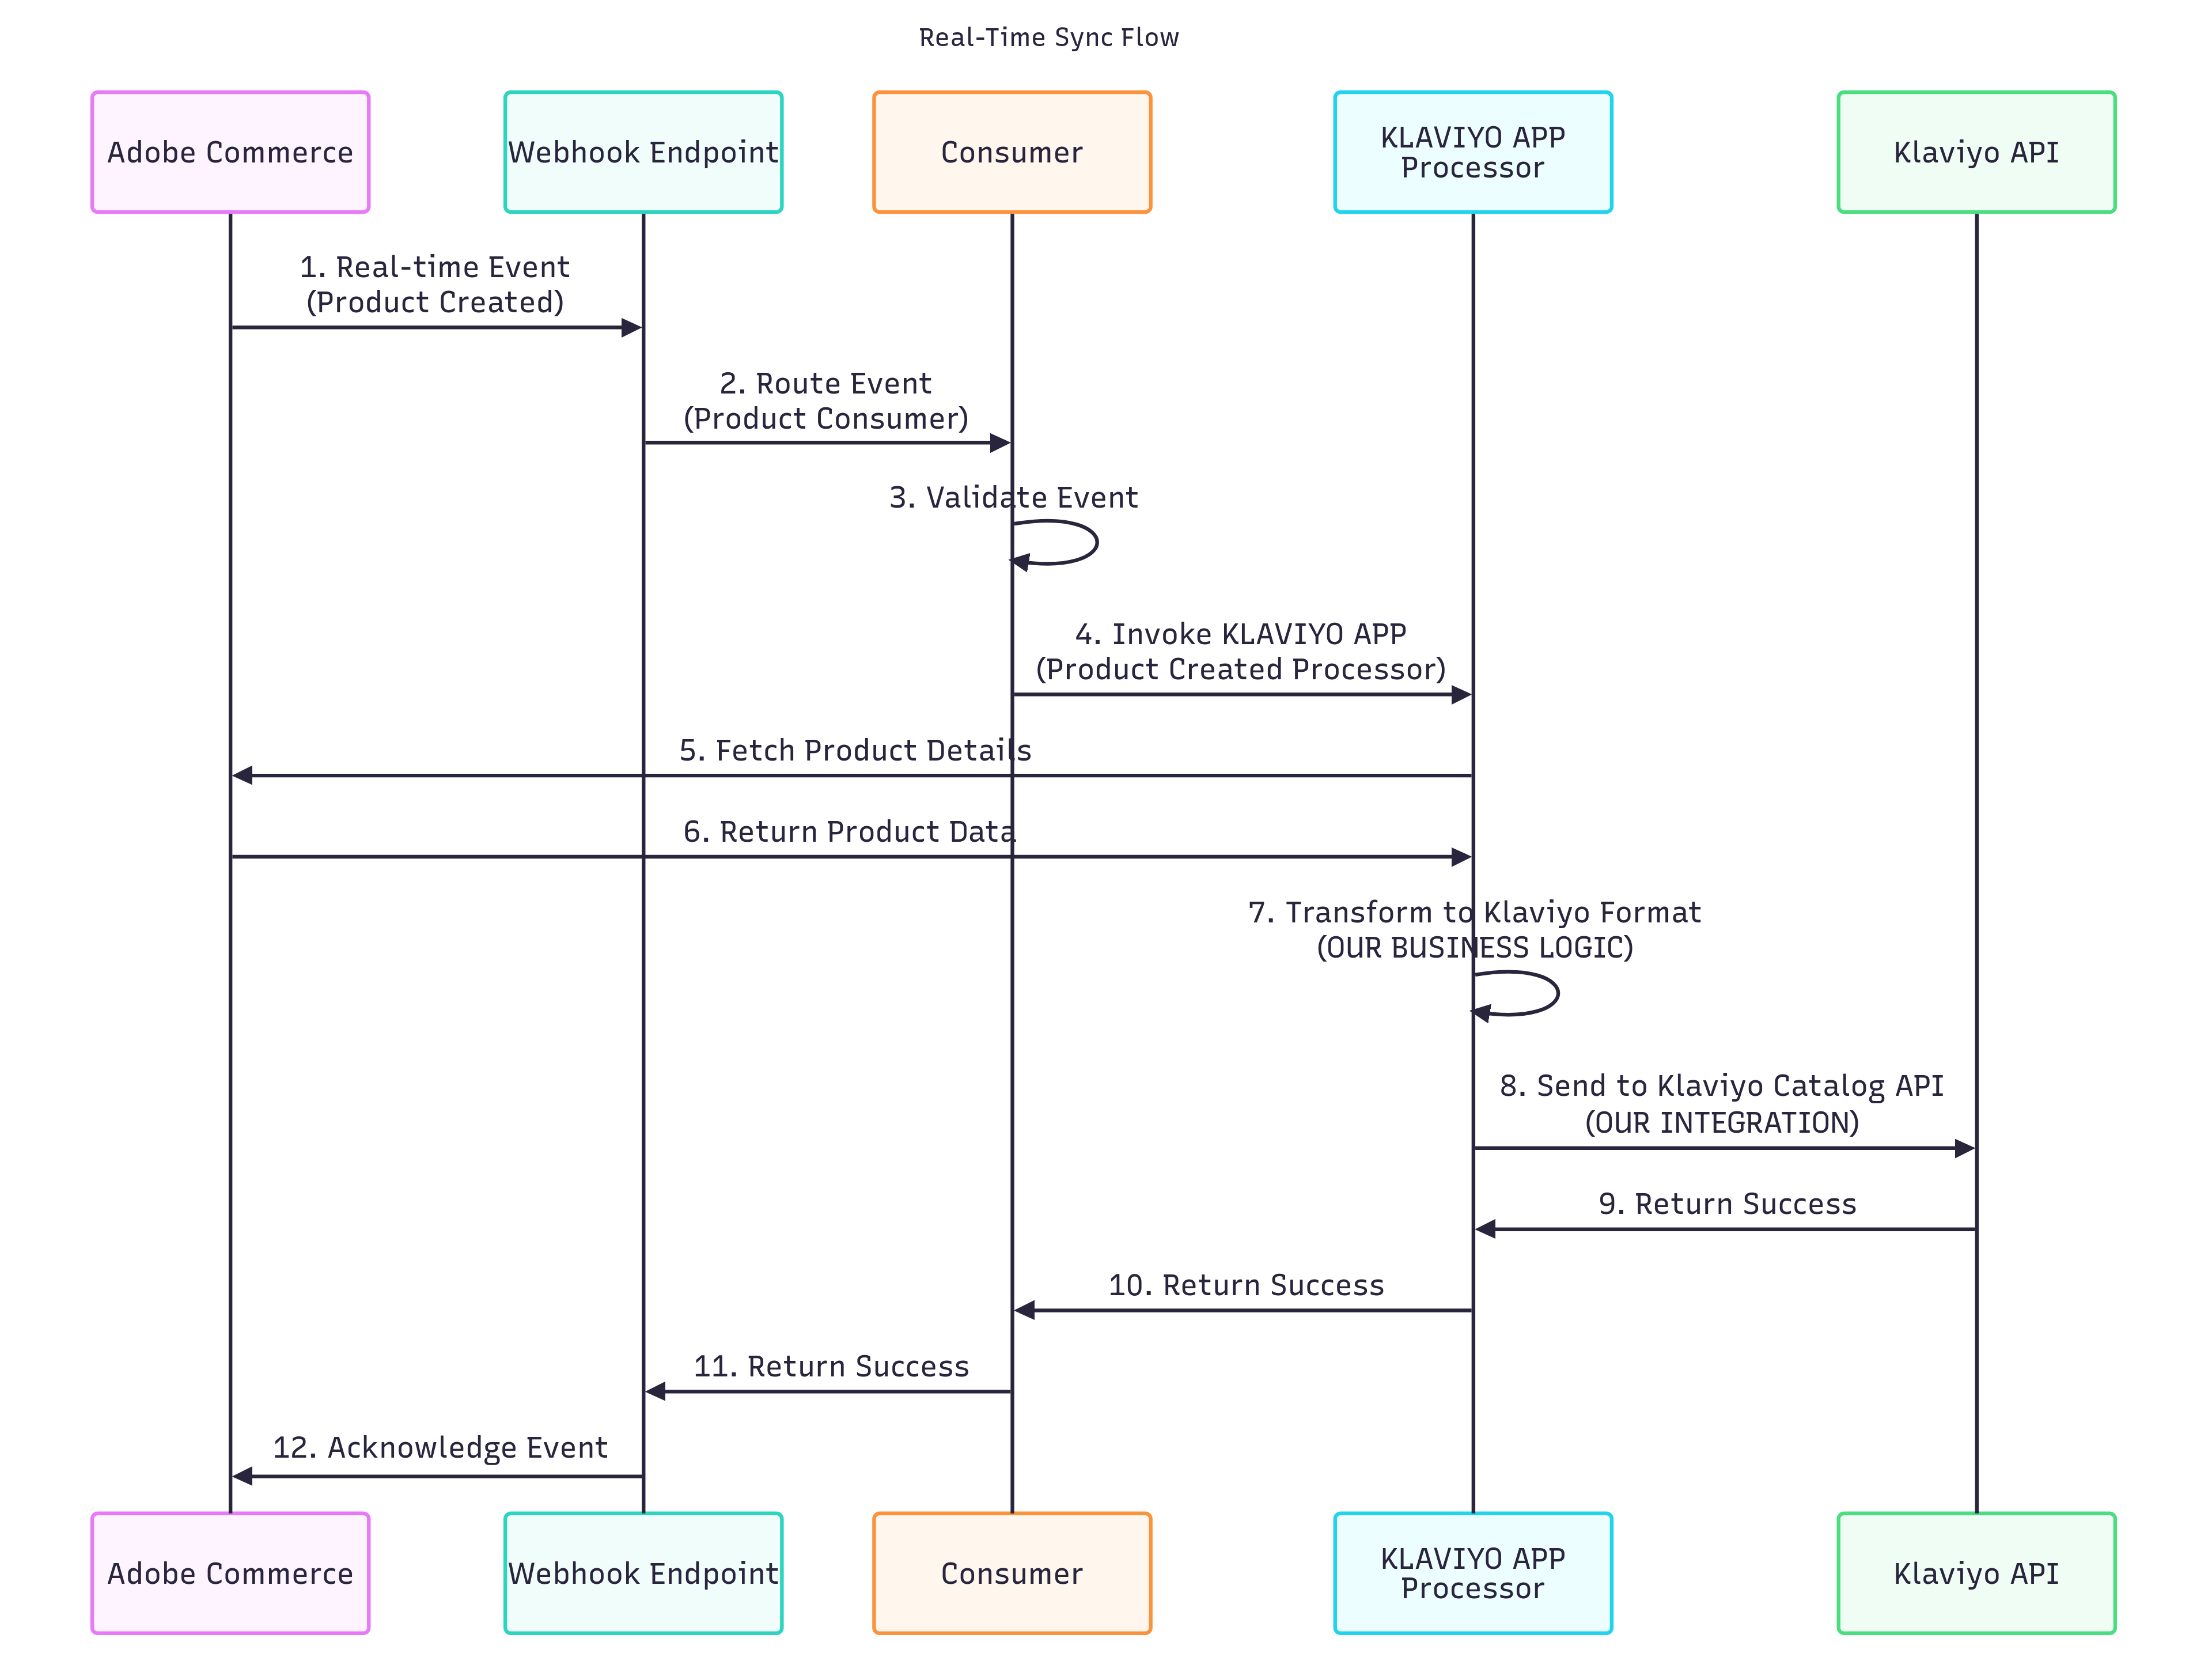 Real-Time Sync Flow
Adobe Commerce
Webhook Endpoint
Consumer
KLAVIYO APP
Processor
Klaviyo API
1. Real-time Event
(Product Created)
2. Route Event
(Product Consumer)
3. Validate Event
4. Invoke KLAVIYO APP
(Product Created Processor)
5. Fetch Product Details
6. Return Product Data
7. Transform to Klaviyo Format
(OUR BUSINESS LOGIC)
8. Send to Klaviyo Catalog API
(OUR INTEGRATION)
9. Return Success
10. Return Success
11. Return Success
12. Acknowledge Event
Adobe Commerce
Webhook Endpoint
Consumer
KLAVIYO APP
Processor
Klaviyo API